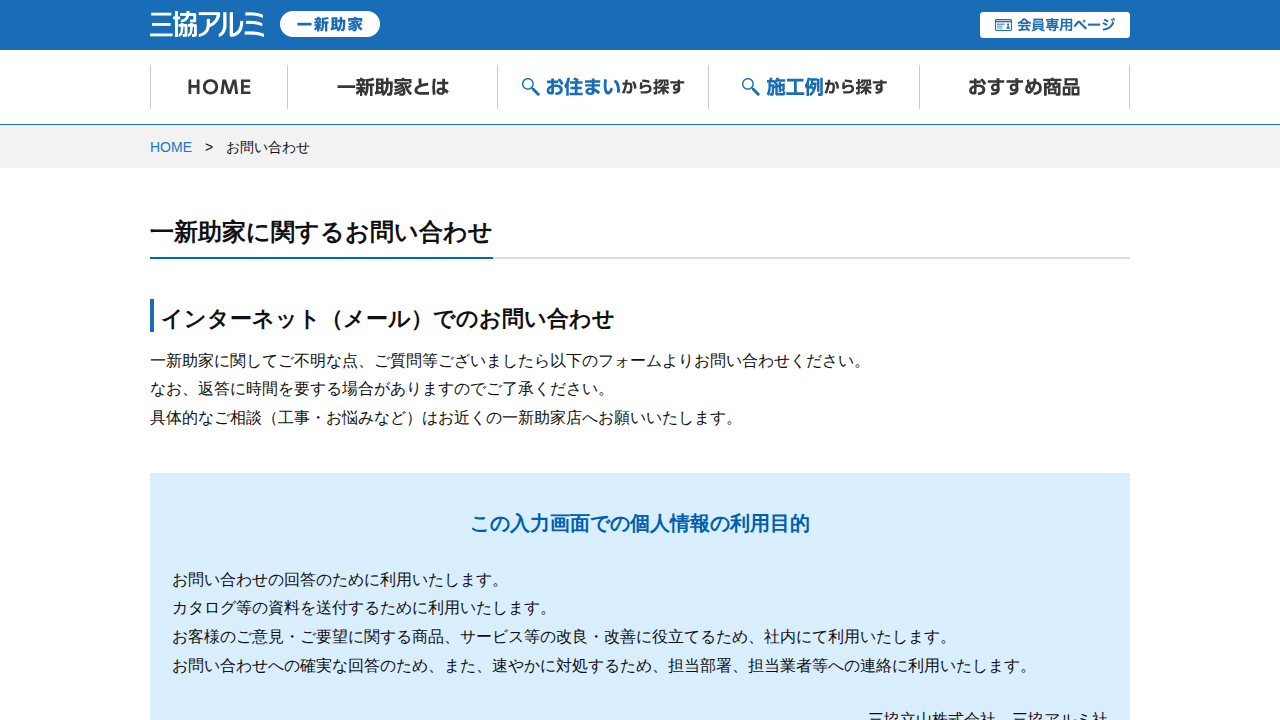 三協アルミ 一新助家 会員専用ページ
HOME 一新助家とは お住まいから探す 施工例から探す おすすめ商品
HOME > お問い合わせ
一新助家に関するお問い合わせ
インターネット（メール）でのお問い合わせ
一新助家に関してご不明な点、ご質問等ございましたら以下のフォームよりお問い合わせください。
なお、返答に時間を要する場合がありますのでご了承ください。
具体的なご相談（工事・お悩みなど）はお近くの一新助家店へお願いいたします。
この入力画面での個人情報の利用目的
お問い合わせの回答のために利用いたします。
カタログ等の資料を送付するために利用いたします。
お客様のご意見・ご要望に関する商品、サービス等の改良・改善に役立てるため、社内にて利用いたします。
お問い合わせへの確実な回答のため、また、速やかに対処するため、担当部署、担当業者等への連絡に利用いたします。
三協立山株式会社　三協アルミ社